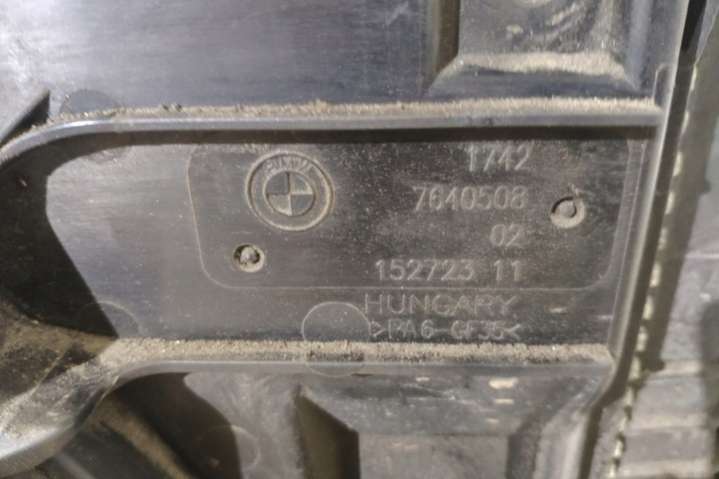 BMW
1742
7640508
02
152723 11
HUNGARY
>PA6-GF35<